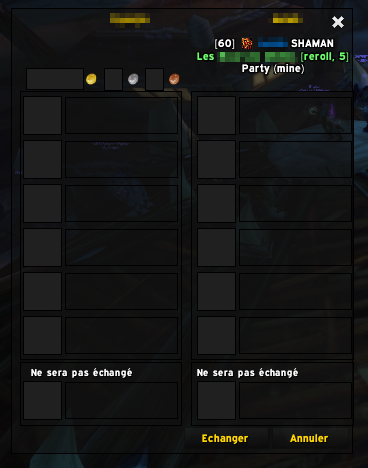 [60] SHAMAN
Les (reroll, 5)
Party (mine)
Ne sera pas échangé
Ne sera pas échangé
Echanger
Annuler